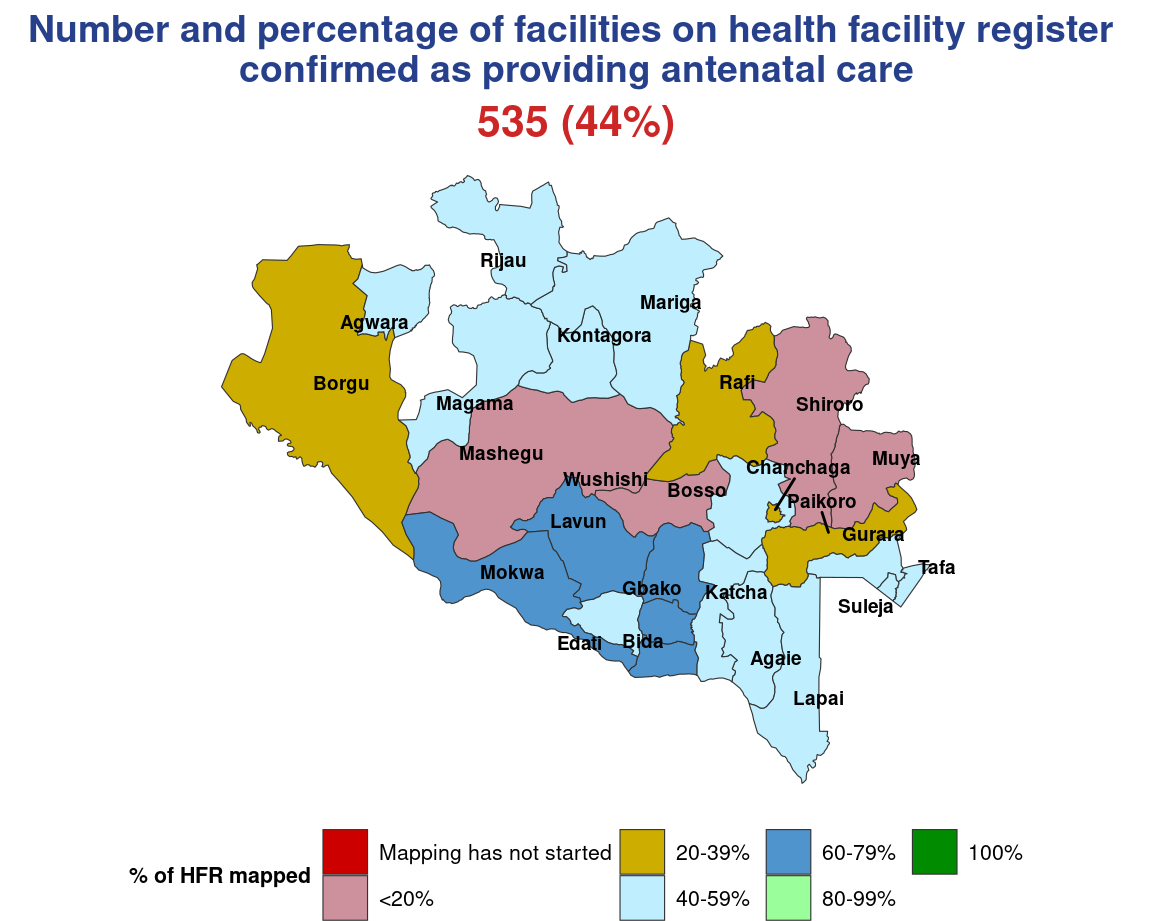 Number and percentage of facilities on health facility register
confirmed as providing antenatal care
535 (44%)
Rijau
Mariga
Agwara
Kontagora
Borgu
Rafi
Magama
Shiroro
Mashegu
Muya
Chanchaga
Wushishi
Bosso
Paikoro
Lavun
Gurara
Tafa
Mokwa
Gbako
Katcha
Suleja
Edati
Bida
Agaie
Lapai
% of HFR mapped
Mapping has not started
<20%
20-39%
40-59%
60-79%
80-99%
100%